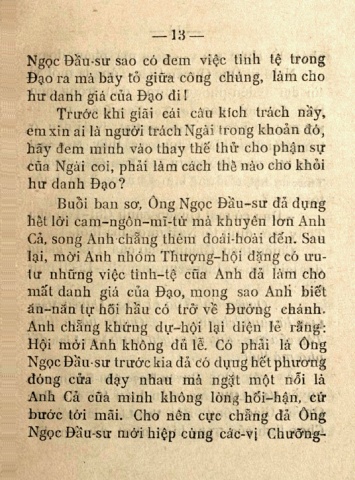 — 13 —
Ngọc Đầu-sư sao có đem việc tinh tệ trong
Đạo ra mà bày tỏ giữa công chúng, làm cho
hư danh giá của Đạo đi!
Trước khi giải cái câu kích trách nầy,
em xin ai là người trách Ngài trong khoản đó,
hãy đem mình vào thay thế thử cho phận sự
của Ngài coi, phải làm cách thế nào cho khỏi
hư danh Đạo?
Buổi ban sơ, Ông Ngọc Đầu-sư đã dụng
hết lời cam-ngôn-mĩ-từ mà khuyên lơn Anh
Cả, song Anh chẳng thèm đoái-hoài đến. Sau
lại, mời Anh nhóm Thượng-hội đặng có ưu-
tư những việc tinh-tệ của Anh đã làm cho
mất danh giá của Đạo, mong sao Anh biết
ăn-năn tự hối hầu có trở về Đường chánh.
Anh chẳng khứng dự-hội lại diện lẽ rằng:
Hội mời Anh không đủ lễ. Có phải là Ông
Ngọc Đầu-sư trước kia đã có dụng hết phương
đóng cửa dạy nhau mà ngặt một nỗi là
Anh Cả của mình không lòng hối-hận, cứ
bước tới mãi. Cho nên cực chẳng đã Ông
Ngọc Đầu-sư mới hiệp cùng các-vị Chưởng-